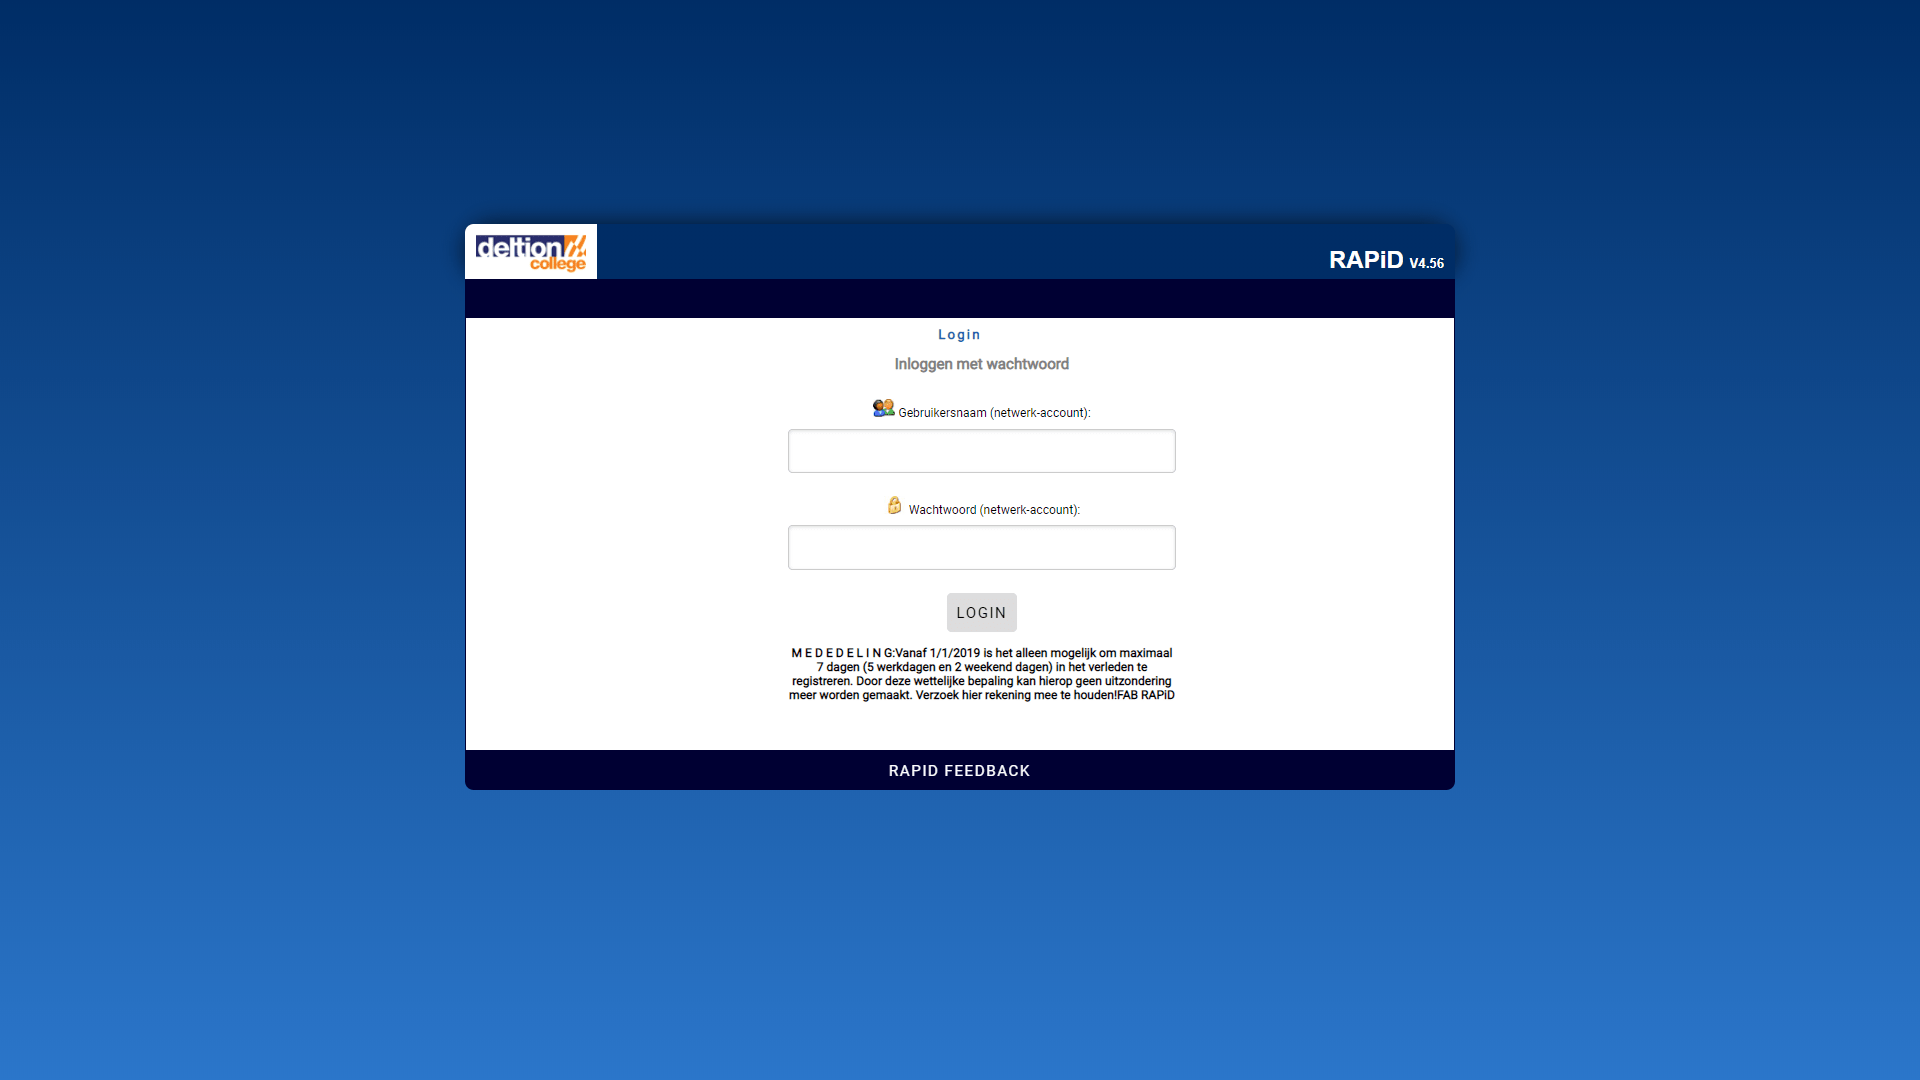 deltion
college
RAPiD V4.56
Login
Inloggen met wachtwoord
Gebruikersnaam (netwerk-account):
Wachtwoord (netwerk-account):
LOGIN
M E D E D E L I N G:Vanaf 1/1/2019 is het alleen mogelijk om maximaal
7 dagen (5 werkdagen en 2 weekend dagen) in het verleden te
registreren. Door deze wettelijke bepaling kan hierop geen uitzondering
meer worden gemaakt. Verzoek hier rekening mee te houden!FAB RAPiD
RAPID FEEDBACK